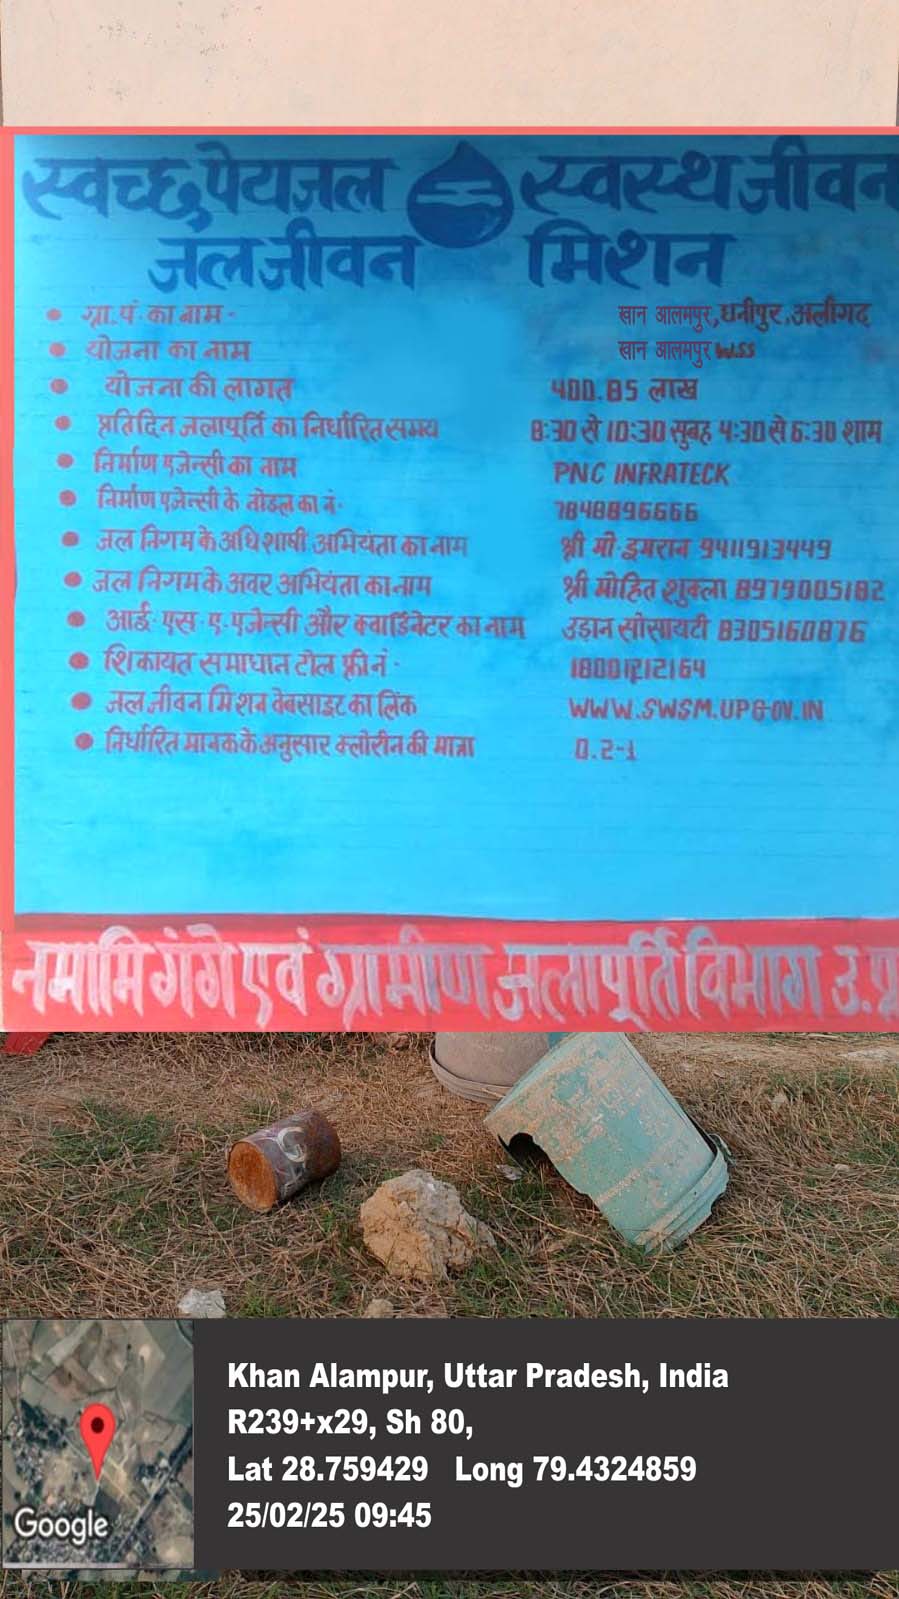 स्वच्छ पेयजल स्वस्थ जीवन
जल जीवन मिशन
ग्रा.पं. का नाम - खान आलमपुर,धनीपुर,अलीगढ
योजना का नाम खान आलमपुर WSS
योजना की लागत 400.85 लाख
प्रतिदिन जलापूर्ति का निर्धारित समय 8:30 से 10:30 सुबह 4:30 से 6:30 शाम
निर्माण एजेन्सी का नाम PNC INFRATECK
निर्माण एजेन्सी के नोडल का नं. 7848896666
जल निगम के अधिशाषी अभियंता का नाम श्री मो इमरान 9411913449
जल निगम के अवर अभियंता का नाम श्री मोहित शुक्ला 8979005182
आई. एस. ए. एजेन्सी और क्वार्डिनेटर का नाम उड़ान सोसायटी 8305160876
शिकायत समाधान टोल फ्री नं. 18001212164
जल जीवन मिशन वेबसाइट का लिंक WWW.SWSM.UPGOV.IN
निर्धारित मानक के अनुसार क्लोरीन की मात्रा 0.2-1
नमामि गंगे एवं ग्रामीण जलापूर्ति विभाग उ.प्र
Khan Alampur, Uttar Pradesh, India
R239+x29, Sh 80,
Lat 28.759429 Long 79.4324859
25/02/25 09:45
Google